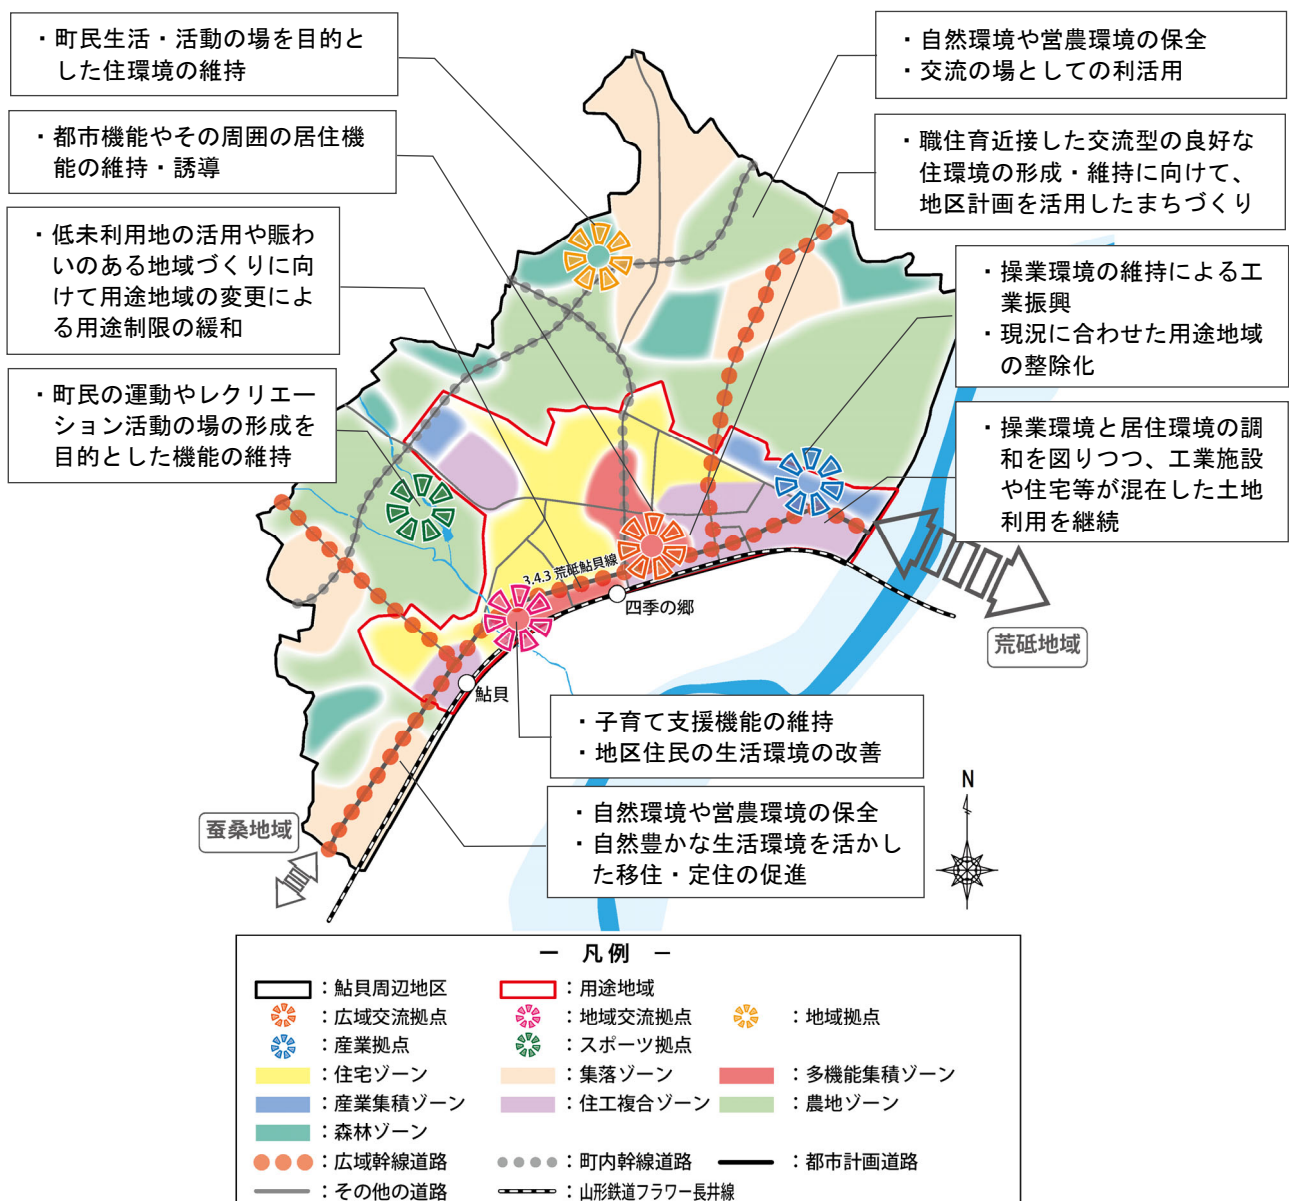 ・町民生活・活動の場を目的と
した住環境の維持
・都市機能やその周囲の居住機
能の維持・誘導
・低未利用地の活用や賑わ
いのある地域づくりに向
けて用途地域の変更によ
る用途制限の緩和
・町民の運動やレクリエー
ション活動の場の形成を
目的とした機能の維持
・自然環境や営農環境の保全
・交流の場としての利活用
・職住育近接した交流型の良好な
住環境の形成・維持に向けて、
地区計画を活用したまちづくり
・操業環境の維持による工
業振興
・現況に合わせた用途地域
の整除化
・操業環境と居住環境の調
和を図りつつ、工業施設
や住宅等が混在した土地
利用を継続
3.4.3 荒砥鮎貝線
四季の郷
鮎貝
荒砥地域
蚕桑地域
・子育て支援機能の維持
・地区住民の生活環境の改善
・自然環境や営農環境の保全
・自然豊かな生活環境を活かし
た移住・定住の促進
N
― 凡例 ―
：鮎貝周辺地区 ：用途地域
：広域交流拠点 ：地域交流拠点 ：地域拠点
：産業拠点 ：スポーツ拠点
：住宅ゾーン ：集落ゾーン ：多機能集積ゾーン
：産業集積ゾーン ：住工複合ゾーン ：農地ゾーン
：森林ゾーン
：広域幹線道路 ：町内幹線道路 ：都市計画道路
：その他の道路 ：山形鉄道フラワー長井線